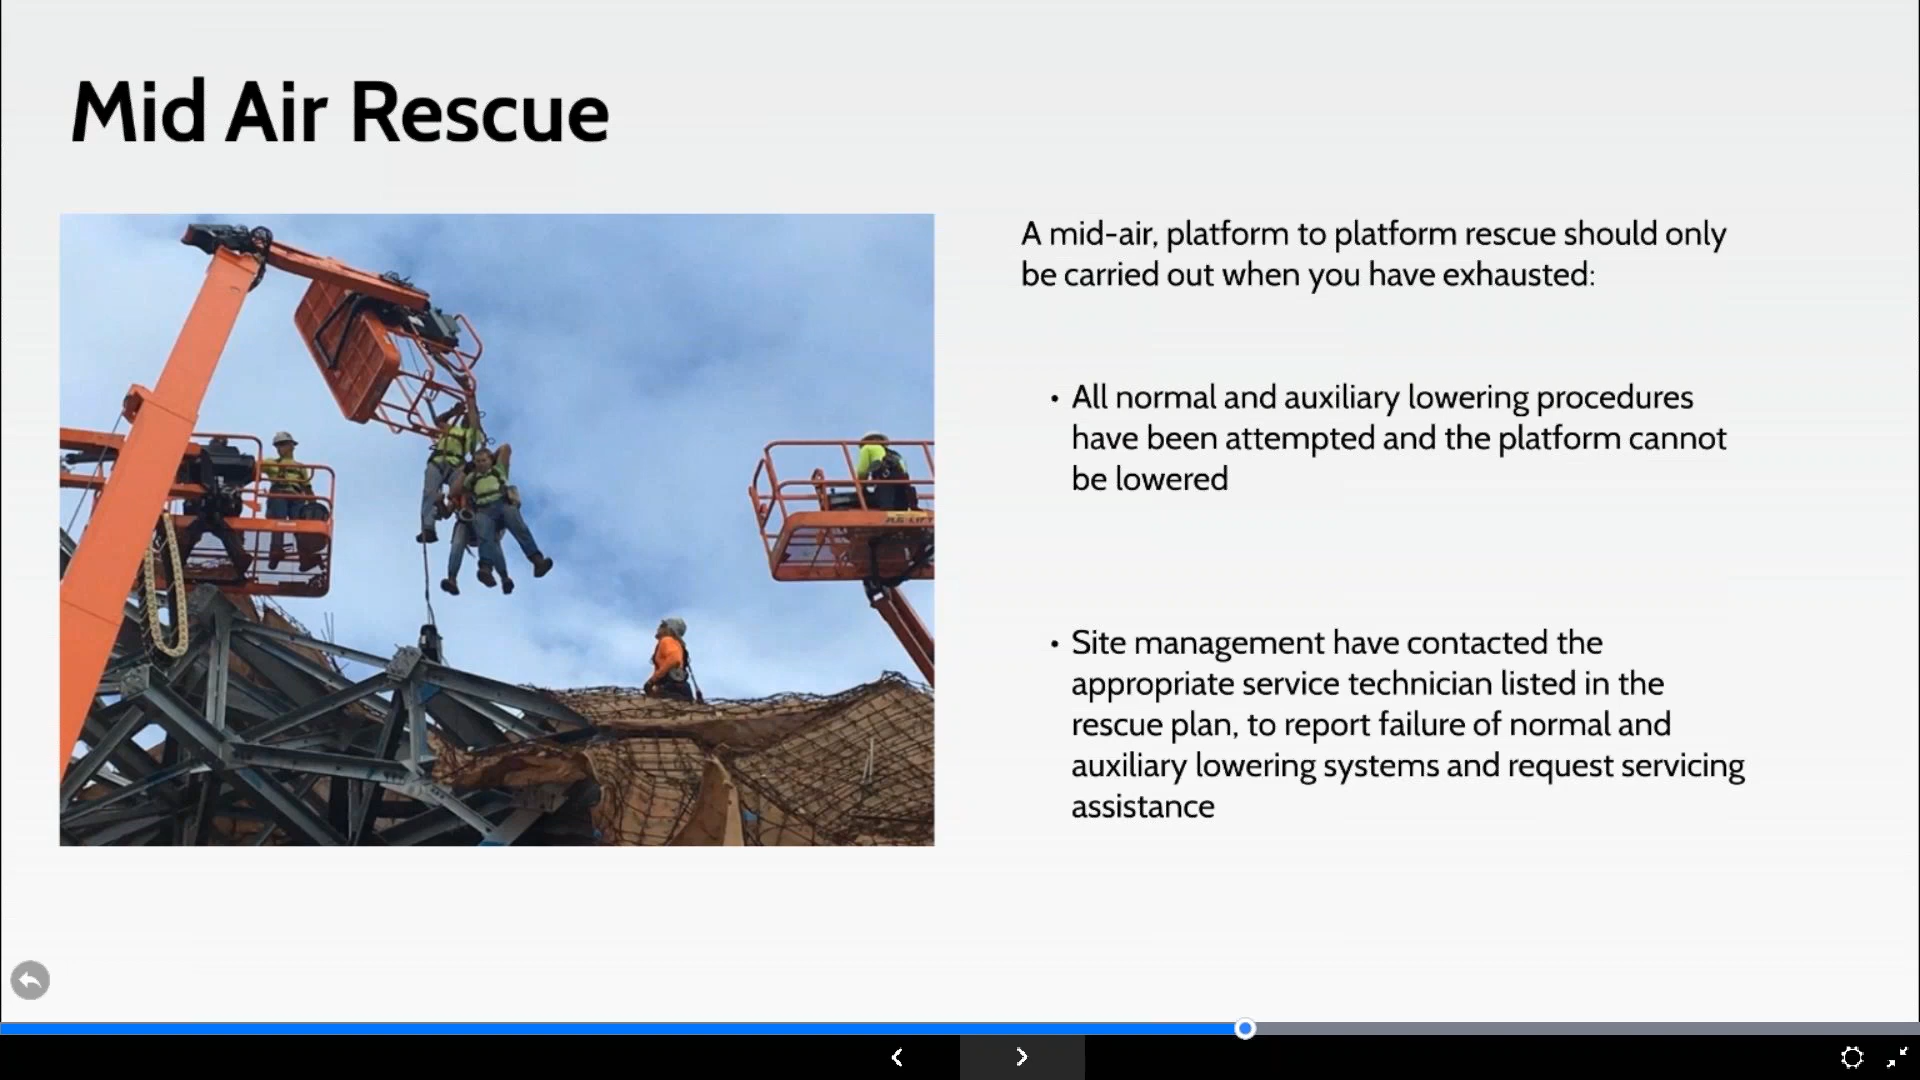 Mid Air Rescue
A mid-air, platform to platform rescue should only
be carried out when you have exhausted:
• All normal and auxiliary lowering procedures
have been attempted and the platform cannot
be lowered
• Site management have contacted the
appropriate service technician listed in the
rescue plan, to report failure of normal and
auxiliary lowering systems and request servicing
assistance